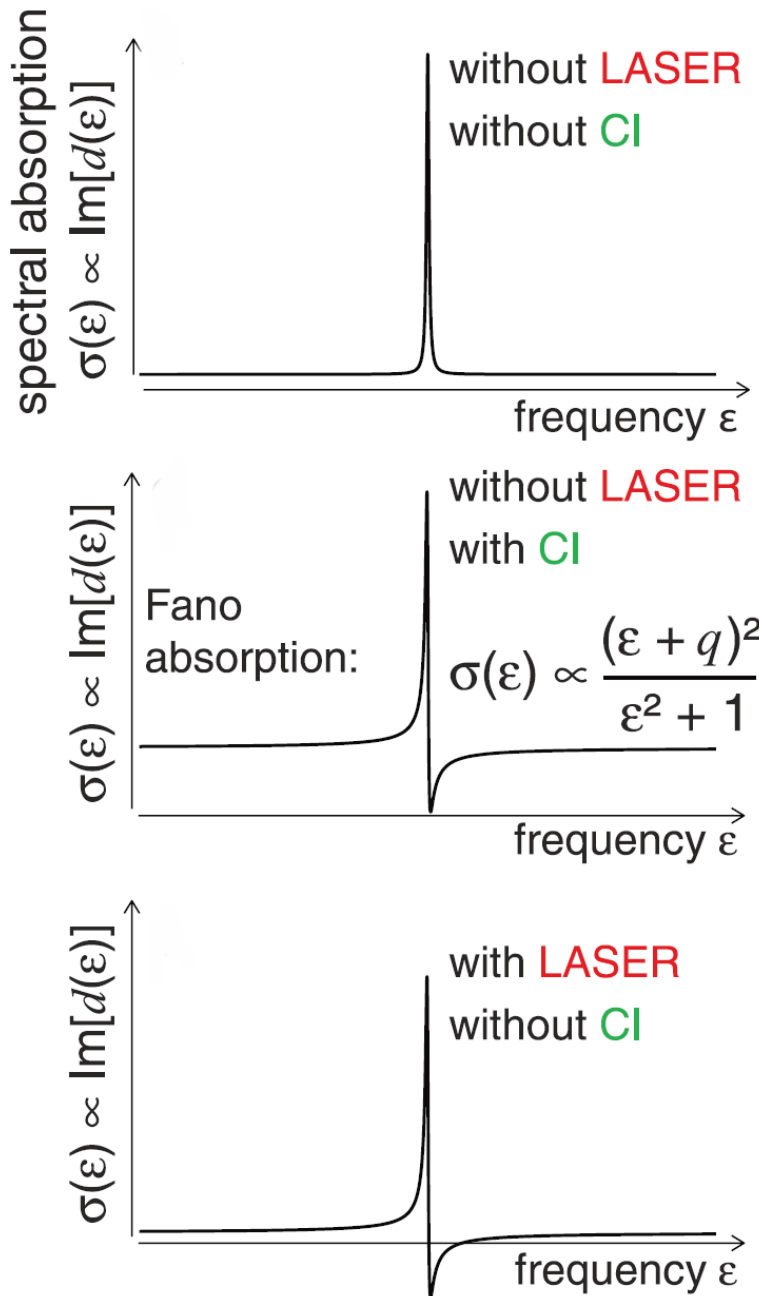 spectral absorption
σ(ε) ∝ Im[d(ε)]
without LASER
without CI
frequency ε
σ(ε) ∝ Im[d(ε)]
without LASER
with CI
Fano
absorption:
σ(ε) ∝ (ε + q)² / ε² + 1
frequency ε
σ(ε) ∝ Im[d(ε)]
with LASER
without CI
frequency ε